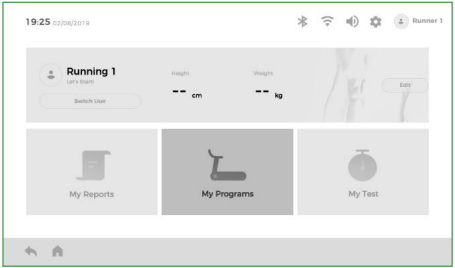 19:25 02/08/2019
Runner 1
Running 1
Let's Start!
Switch User
Height
-- cm
Weight
-- kg
Edit
My Reports
My Programs
My Test